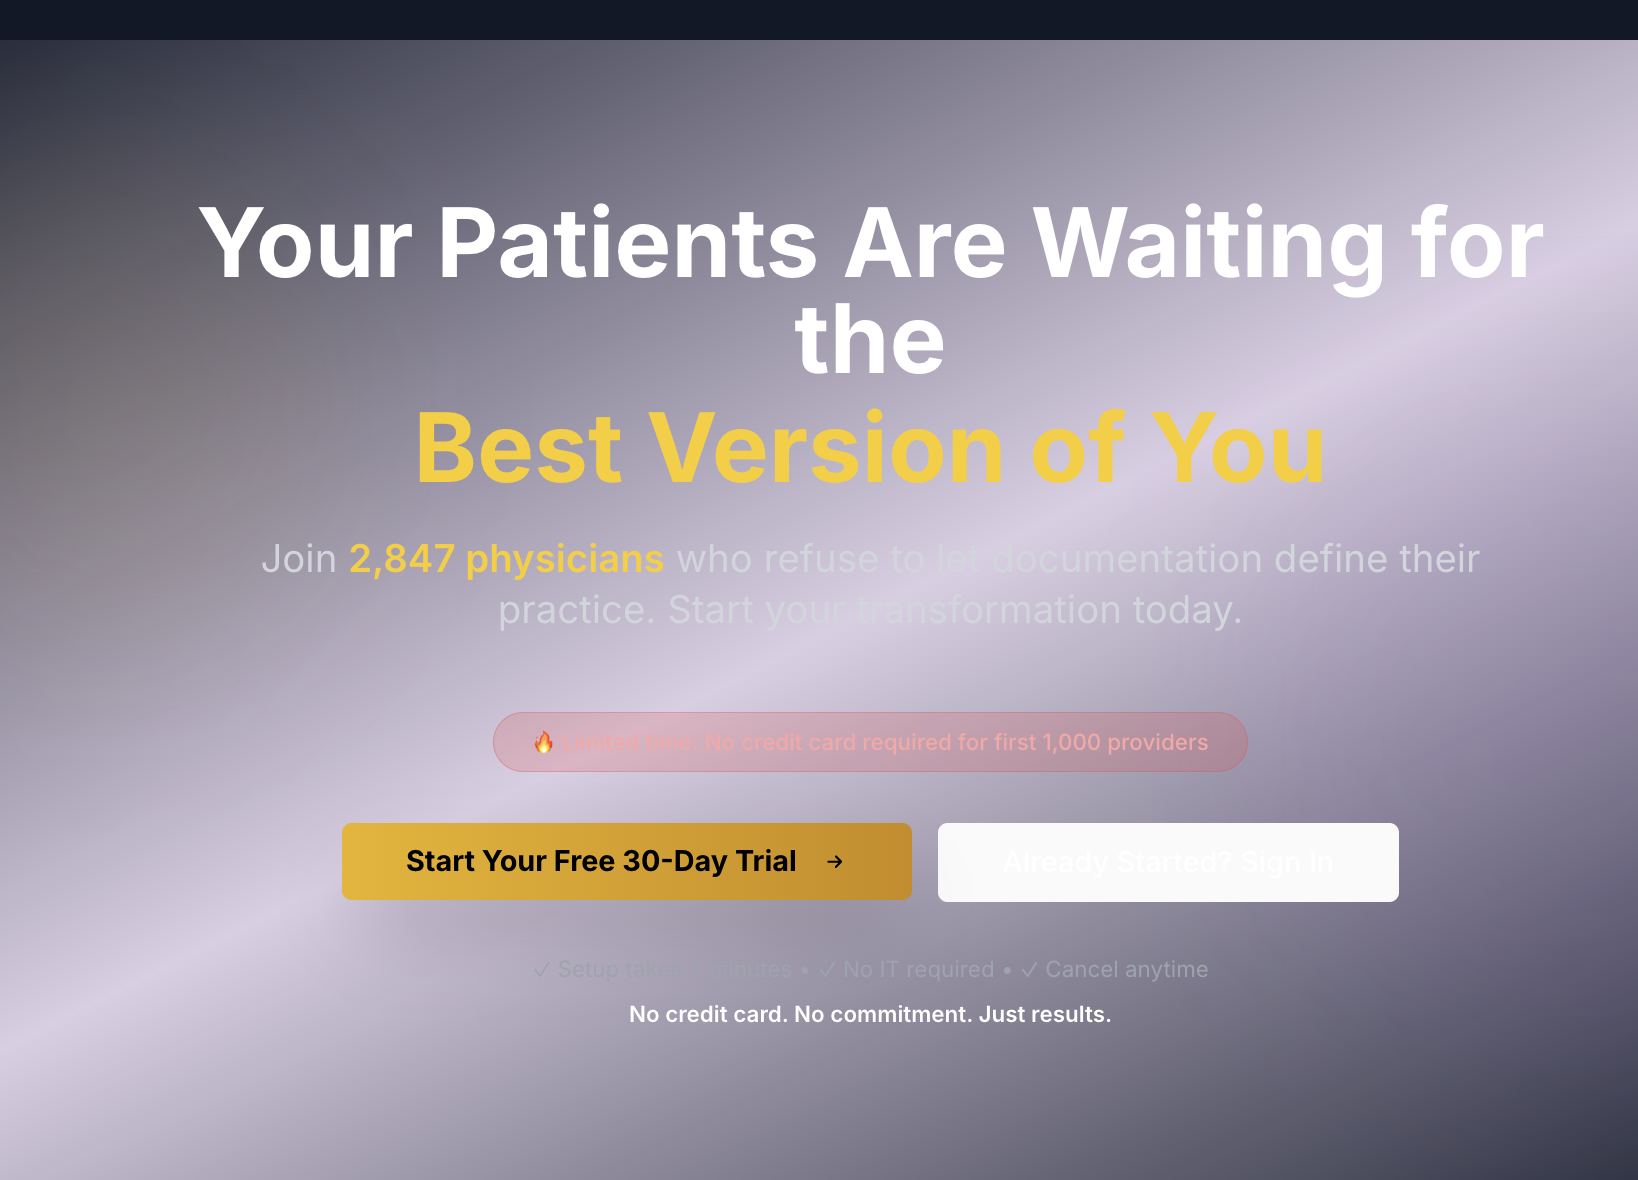 Your Patients Are Waiting for
the
Best Version of You
Join 2,847 physicians who refuse to let documentation define their
practice. Start your transformation today.
🔥 Limited time: No credit card required for first 1,000 providers
Start Your Free 30-Day Trial →
Already Started? Sign In
✓ Setup takes minutes • ✓ No IT required • ✓ Cancel anytime
No credit card. No commitment. Just results.